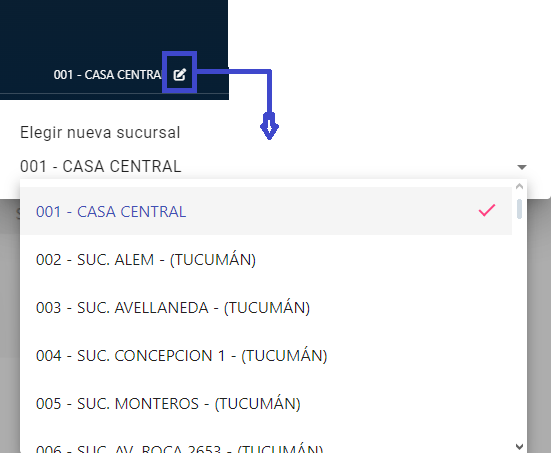 001 - CASA CENTRAL
Elegir nueva sucursal
001 - CASA CENTRAL
001 - CASA CENTRAL
002 - SUC. ALEM - (TUCUMÁN)
003 - SUC. AVELLANEDA - (TUCUMÁN)
004 - SUC. CONCEPCION 1 - (TUCUMÁN)
005 - SUC. MONTEROS - (TUCUMÁN)
006 - SUC. AV. ROCA 2653 - (TUCUMÁN)